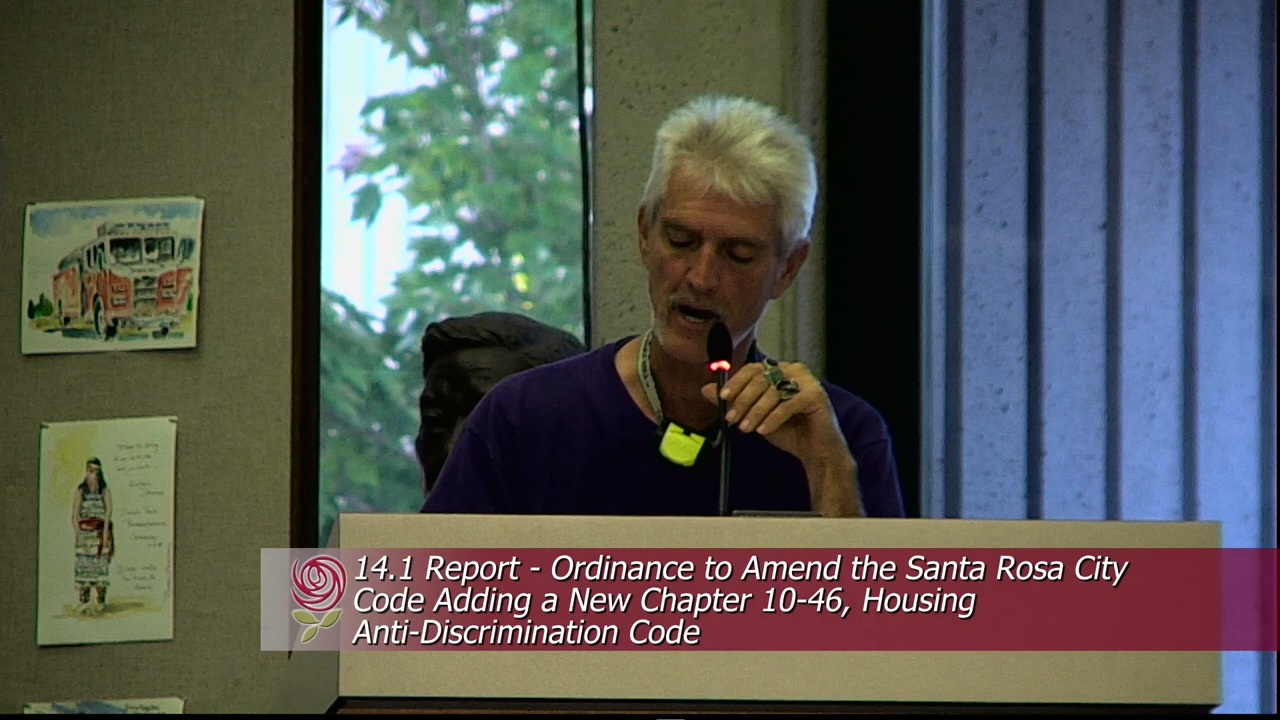 14.1 Report - Ordinance to Amend the Santa Rosa City
Code Adding a New Chapter 10-46, Housing
Anti-Discrimination Code